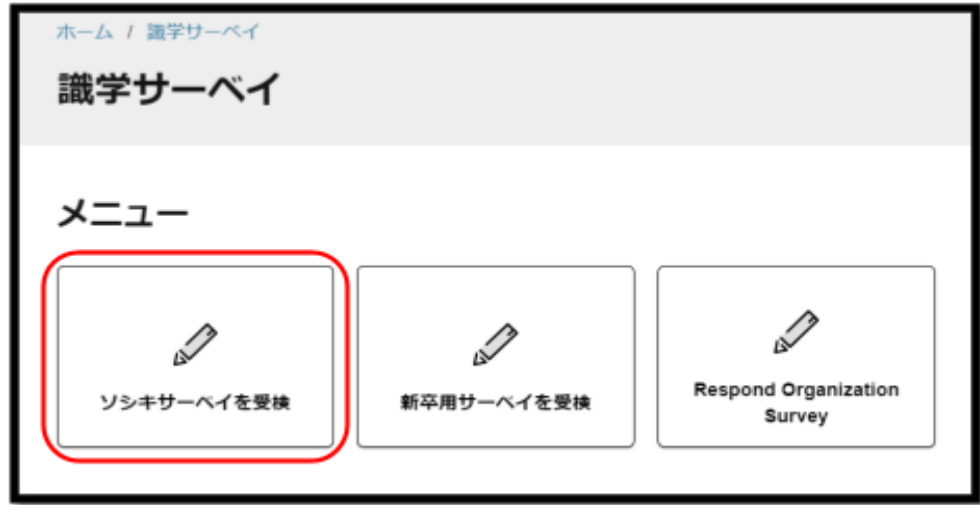 ホーム / 識学サーベイ
識学サーベイ
メニュー
ソシキサーベイを受検
新卒用サーベイを受検
Respond Organization
Survey